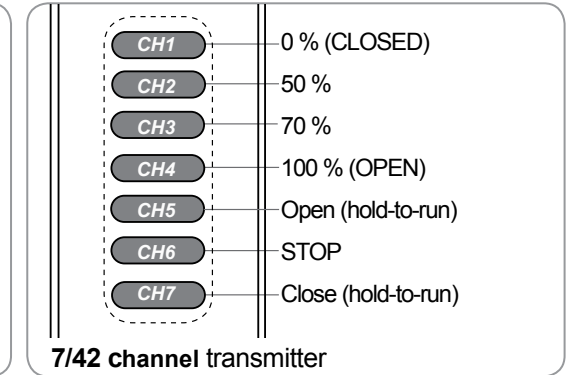 CH1 0 % (CLOSED)
CH2 50 %
CH3 70 %
CH4 100 % (OPEN)
CH5 Open (hold-to-run)
CH6 STOP
CH7 Close (hold-to-run)
7/42 channel transmitter